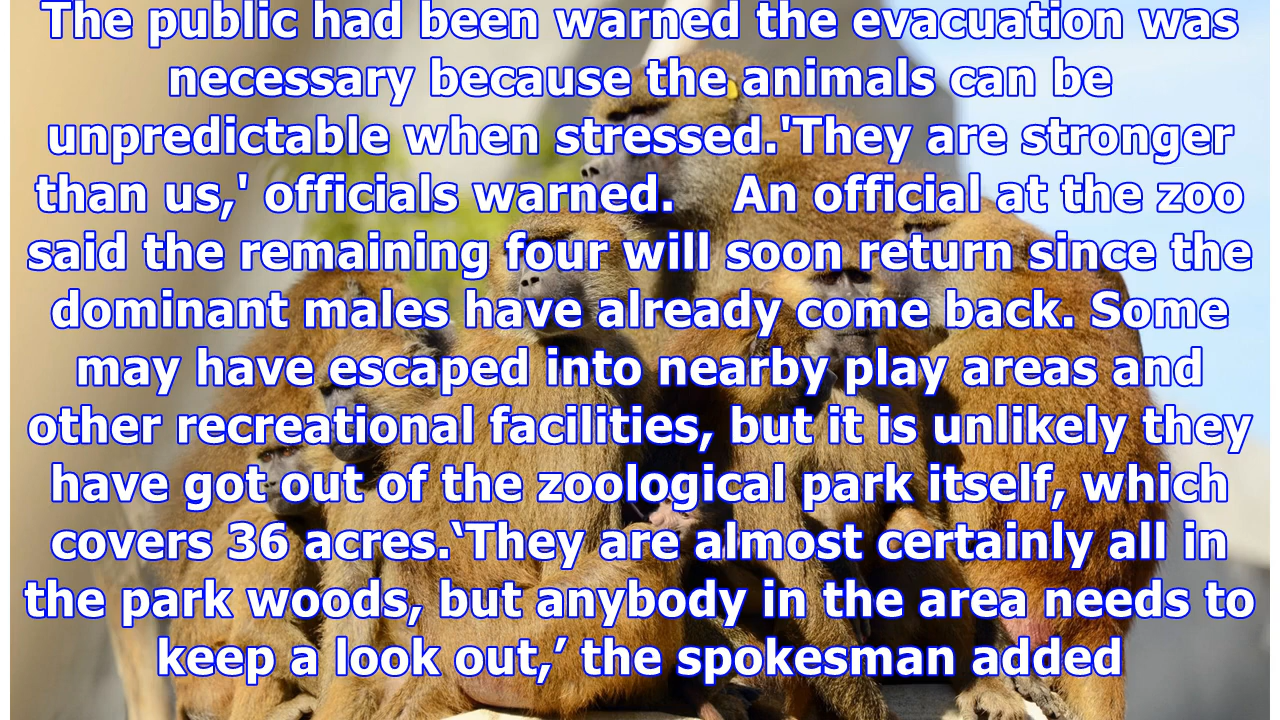 The public had been warned the evacuation was
necessary because the animals can be
unpredictable when stressed.'They are stronger
than us,' officials warned.    An official at the zoo
said the remaining four will soon return since the
dominant males have already come back. Some
may have escaped into nearby play areas and
other recreational facilities, but it is unlikely they
have got out of the zoological park itself, which
covers 36 acres.‘They are almost certainly all in
the park woods, but anybody in the area needs to
keep a look out,’ the spokesman added